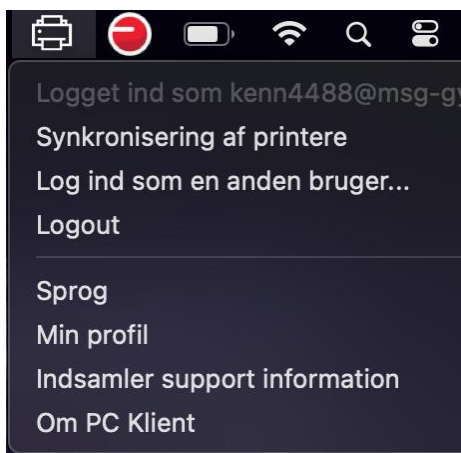 Logget ind som kenn4488@msg-gy
Synkronisering af printere
Log ind som en anden bruger...
Logout
Sprog
Min profil
Indsamler support information
Om PC Klient